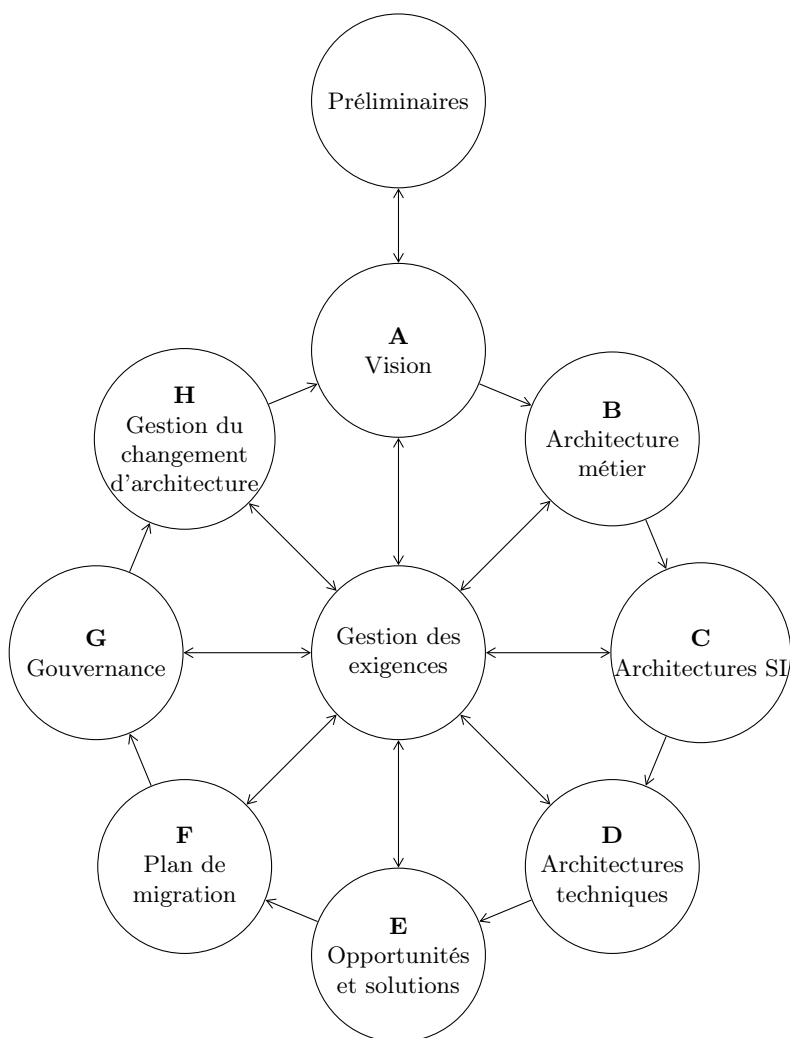 Préliminaires
A
Vision
B
Architecture
métier
C
Architectures SI
D
Architectures
techniques
E
Opportunités
et solutions
F
Plan de
migration
G
Gouvernance
H
Gestion du
changement
d'architecture
Gestion des
exigences